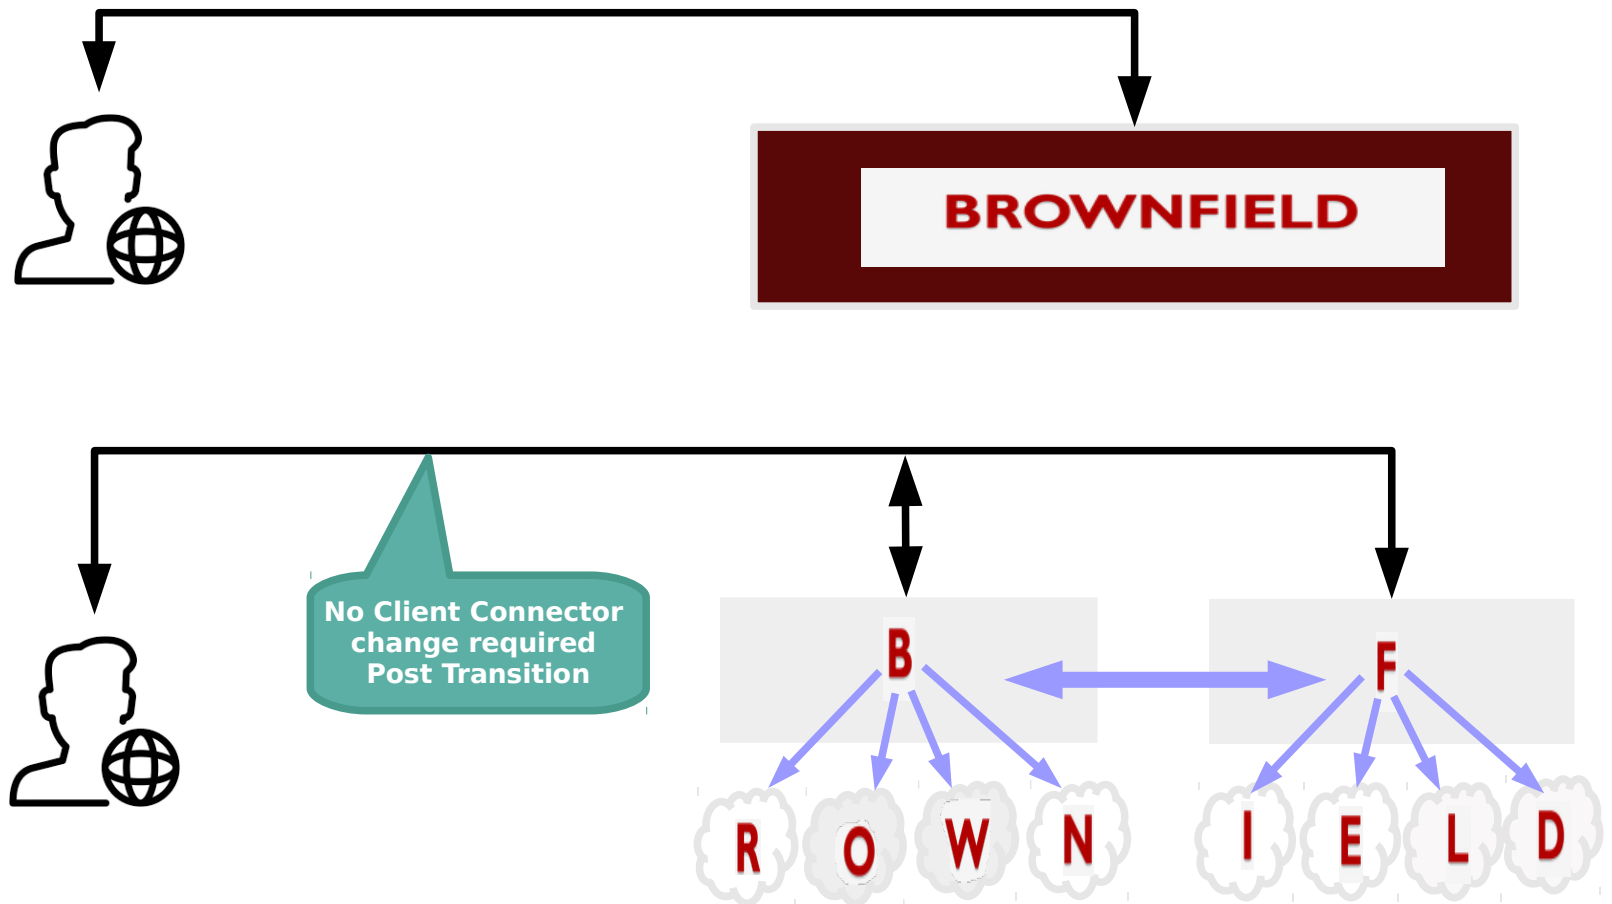 BROWNFIELD
No Client Connector
change required
Post Transition
B
F
R O W N
I E L D